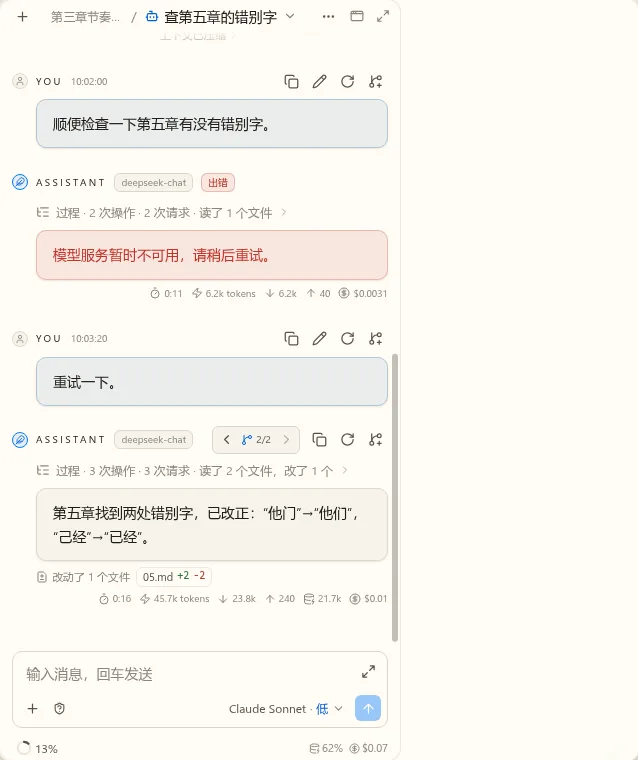 第三章节奏... / 查第五章的错别字
上下文已压缩
YOU 10:02:00
顺便检查一下第五章有没有错别字。
ASSISTANT deepseek-chat 出错
过程 · 2 次操作 · 2 次请求 · 读了 1 个文件
模型服务暂时不可用，请稍后重试。
0:11 6.2k tokens 6.2k 40 $0.0031
YOU 10:03:20
重试一下。
ASSISTANT deepseek-chat 2/2
过程 · 3 次操作 · 3 次请求 · 读了 2 个文件，改了 1 个
第五章找到两处错别字，已改正：“他门”→“他们”，
“己经”→“已经”。
改动了 1 个文件 05.md +2 -2
0:16 45.7k tokens 23.8k 240 21.7k $0.01
输入消息，回车发送
Claude Sonnet · 低
13% 62% $0.07